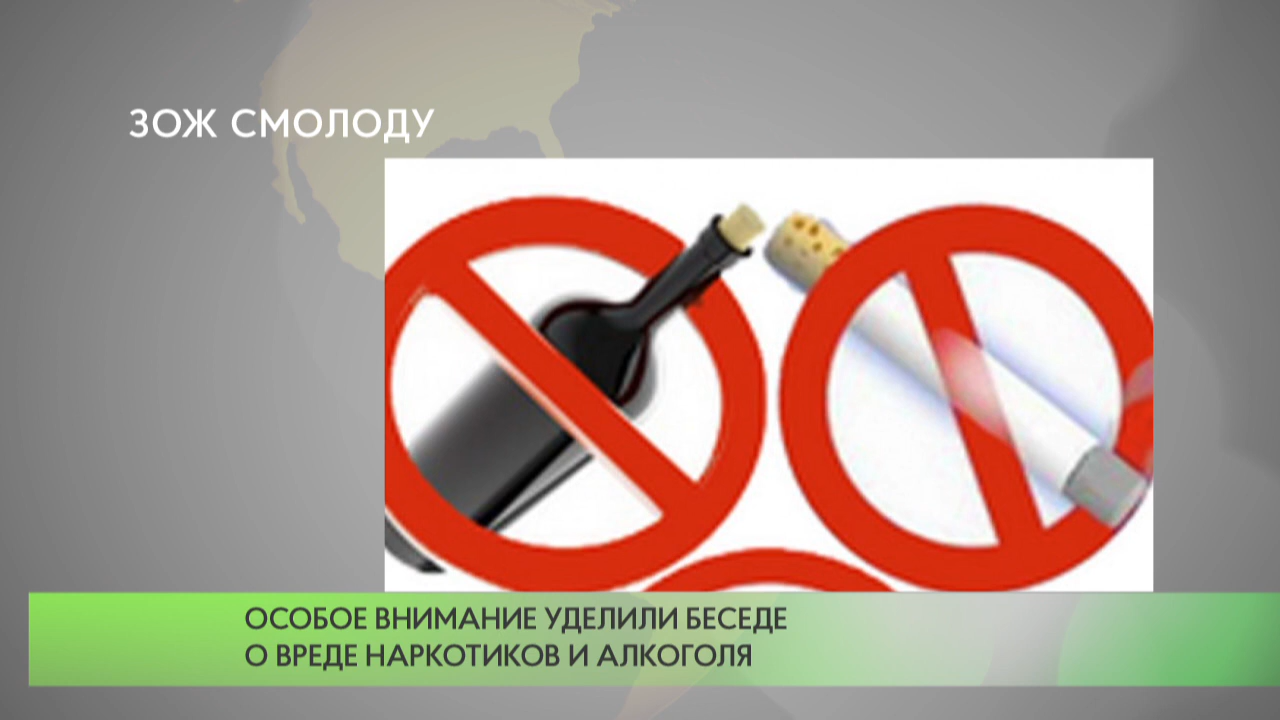 ЗОЖ СМОЛОДУ
ОСОБОЕ ВНИМАНИЕ УДЕЛИЛИ БЕСЕДЕ
О ВРЕДЕ НАРКОТИКОВ И АЛКОГОЛЯ